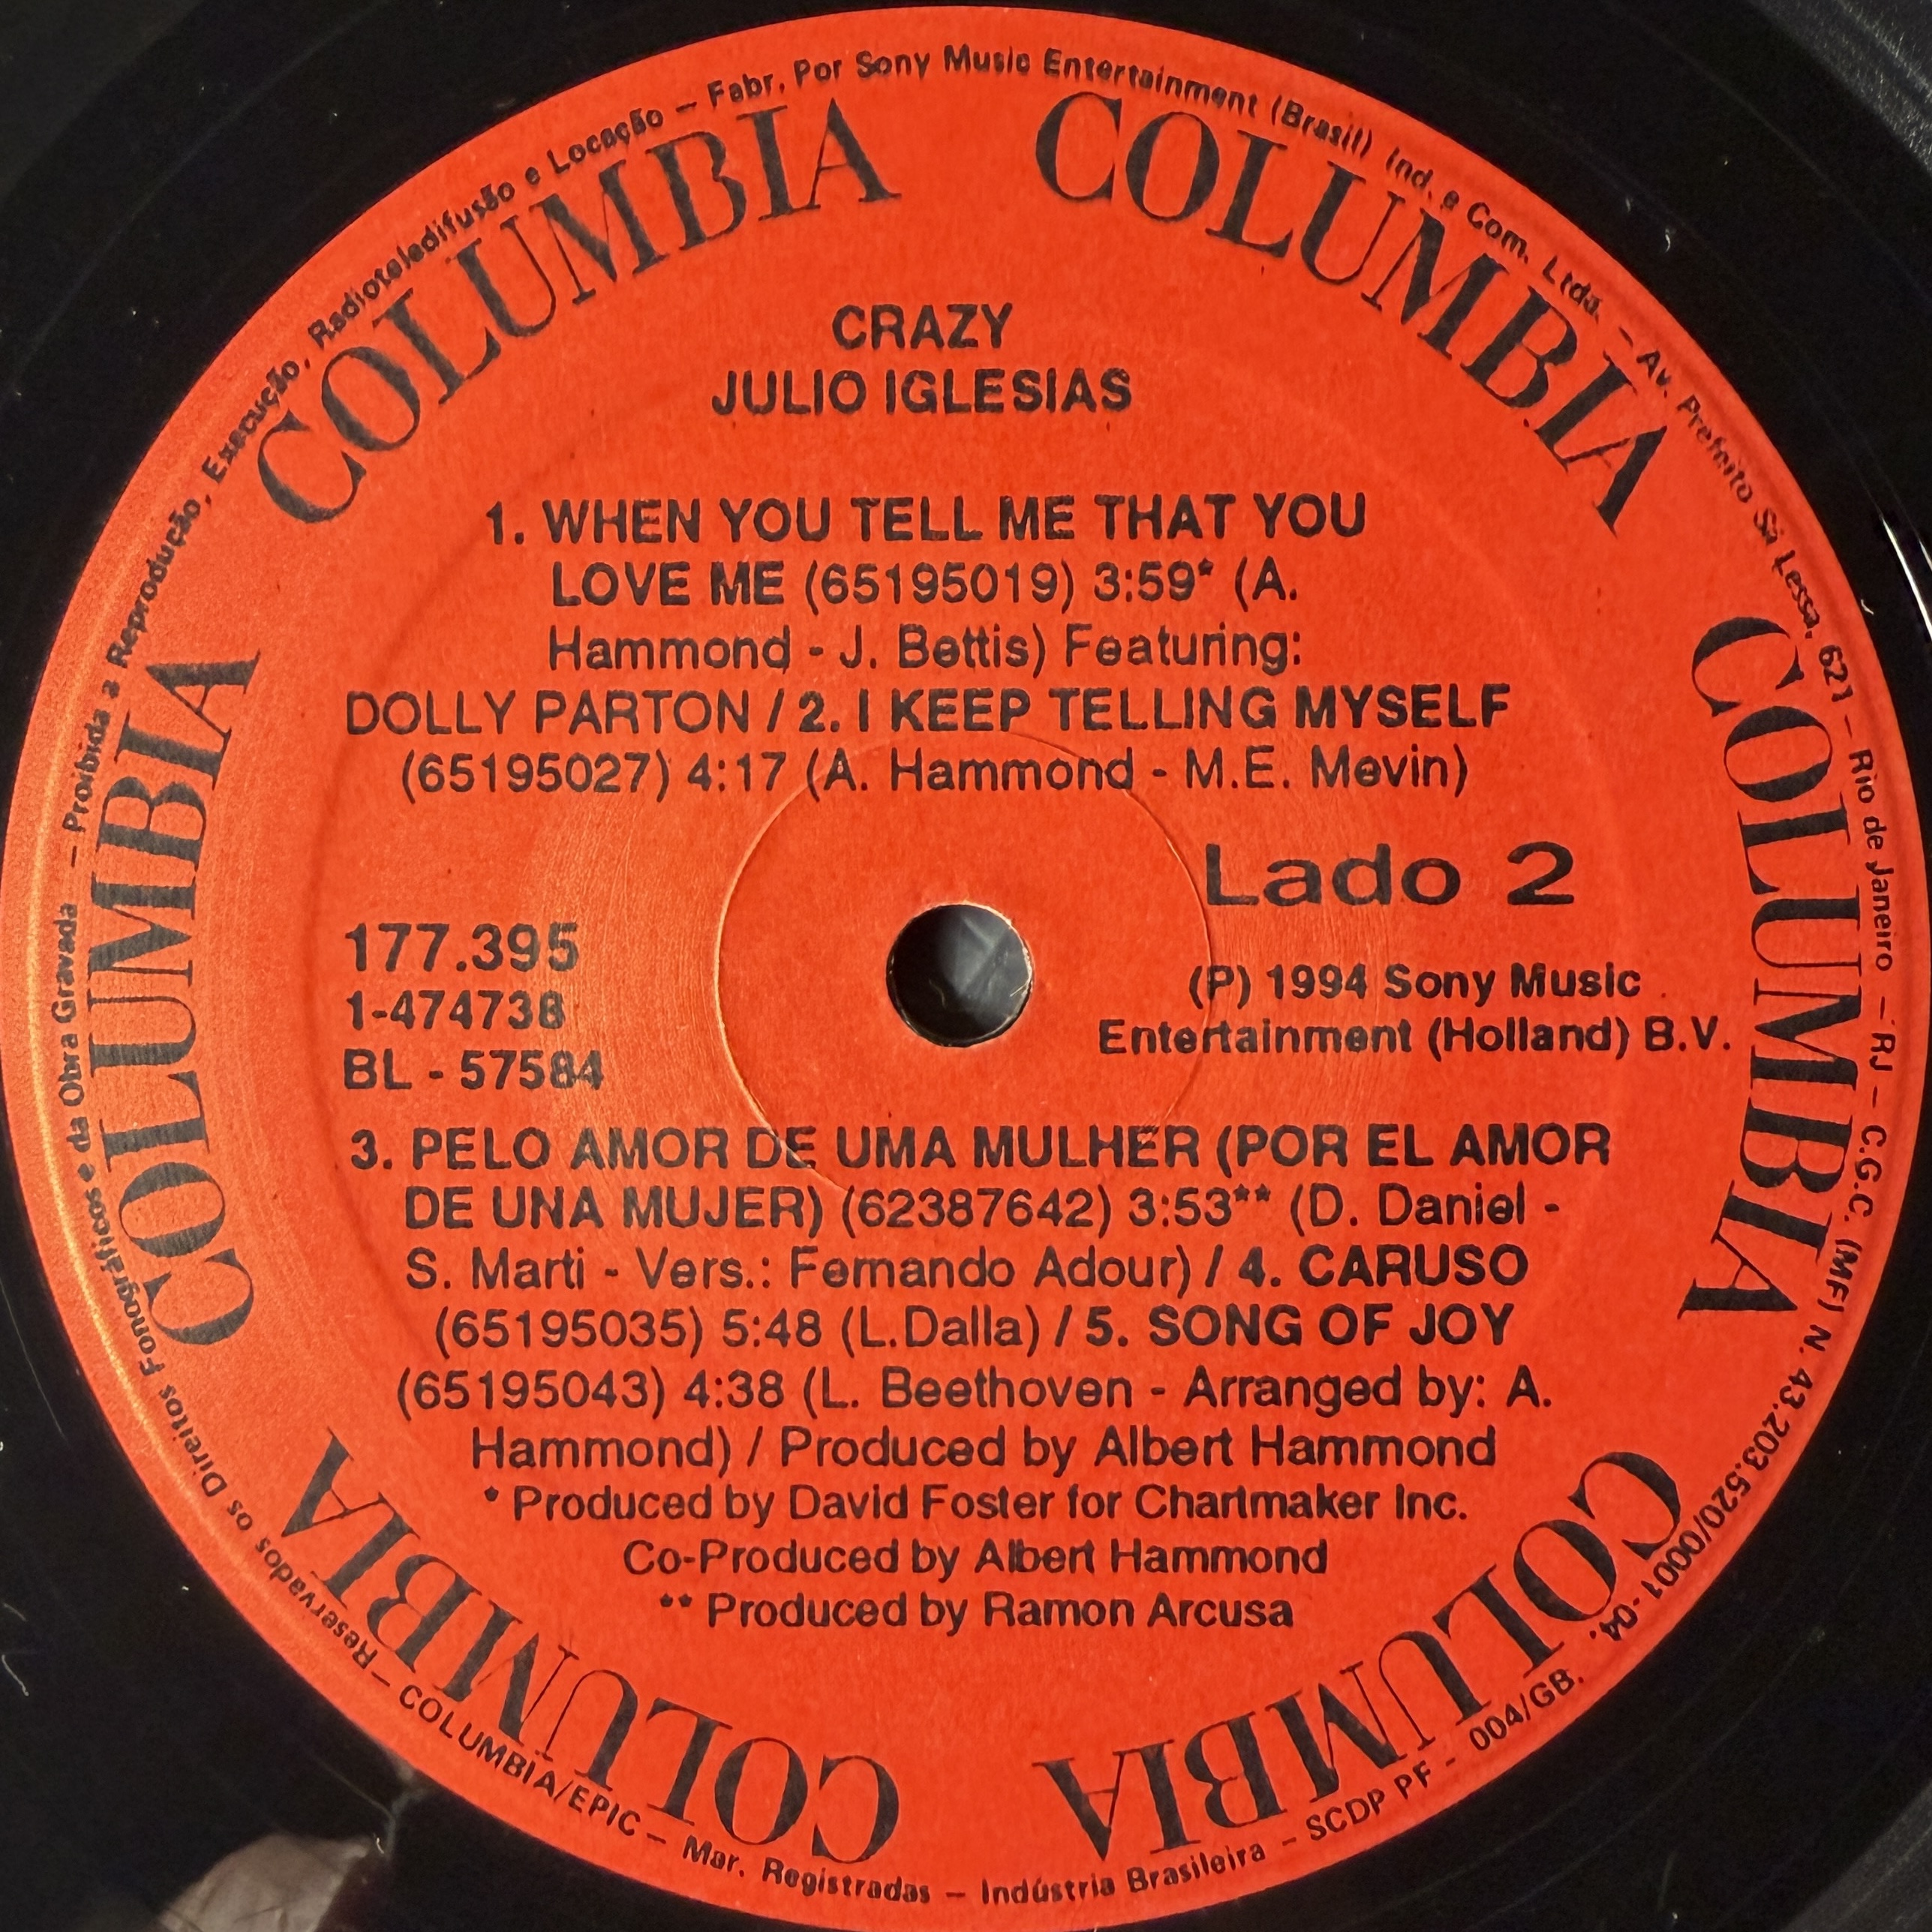 COLUMBIA COLUMBIA COLUMBIA COLUMBIA COLUMBIA COLUMBIA
CRAZY
JULIO IGLESIAS
1. WHEN YOU TELL ME THAT YOU
LOVE ME (65195019) 3:59* (A.
Hammond - J. Bettis) Featuring:
DOLLY PARTON / 2. I KEEP TELLING MYSELF
(65195027) 4:17 (A. Hammond - M.E. Mevin)
Lado 2
177.395
1-474738
BL - 57584
(P) 1994 Sony Music
Entertainment (Holland) B.V.
3. PELO AMOR DE UMA MULHER (POR EL AMOR
DE UNA MUJER) (62387642) 3:53** (D. Daniel -
S. Marti - Vers.: Fernando Adour) / 4. CARUSO
(65195035) 5:48 (L.Dalla) / 5. SONG OF JOY
(65195043) 4:38 (L. Beethoven - Arranged by: A.
Hammond) / Produced by Albert Hammond
* Produced by David Foster for Chartmaker Inc.
Co-Produced by Albert Hammond
** Produced by Ramon Arcusa
COLUMBIA/EPIC – Mar. Registradas – Indústria Brasileira – SCDP PF - 004/GB.
Reservados os Direitos Fonográficos e da Obra Gravada – Proibida a Reprodução, Execução, Radioteledifusão e Locação – Fabr. Por Sony Music Entertainment (Brasil) Ind. e Com. Ltda. – Av. Prefeito Sá Lessa, 621 – Rio de Janeiro – RJ – C.G.C. (MF) N. 43.203.520/0001-04.